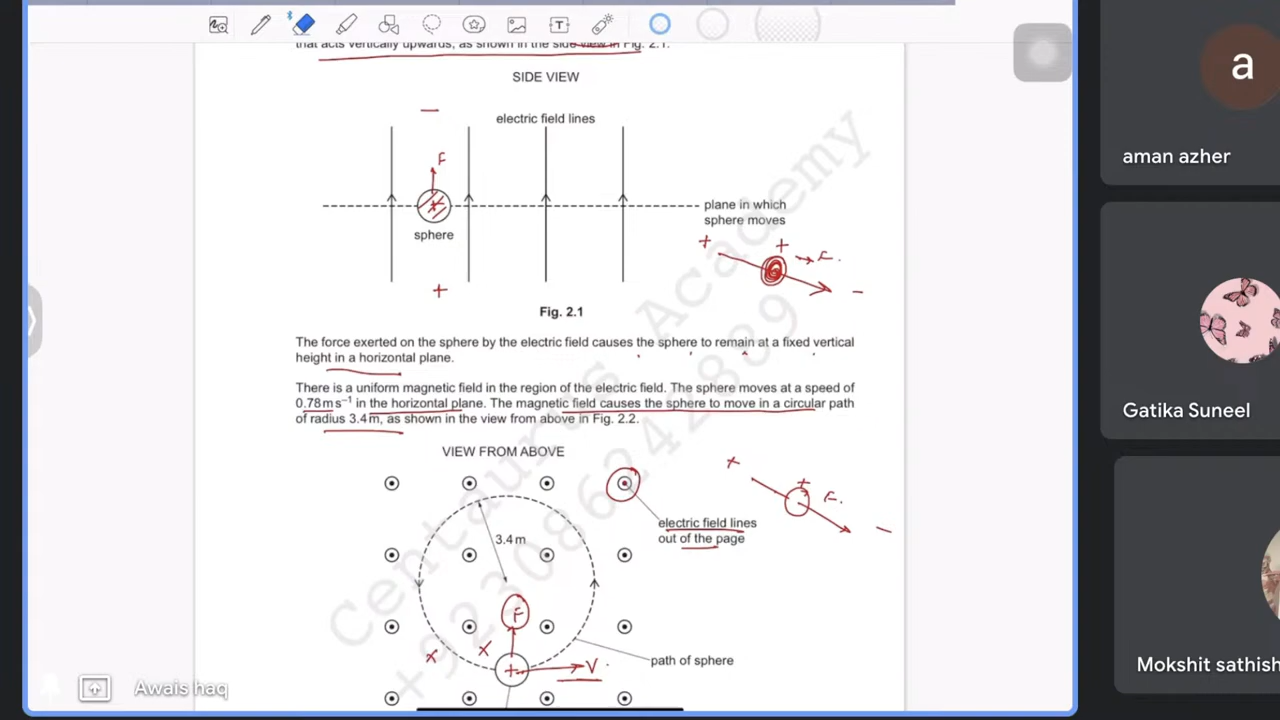 that acts vertically upwards, as shown in the side view in Fig. 2.1.
SIDE VIEW
electric field lines
−
F
+
sphere
+
plane in which
sphere moves
+
+
F.
−
Fig. 2.1
The force exerted on the sphere by the electric field causes the sphere to remain at a fixed vertical
height in a horizontal plane.
There is a uniform magnetic field in the region of the electric field. The sphere moves at a speed of
0.78 m s⁻¹ in the horizontal plane. The magnetic field causes the sphere to move in a circular path
of radius 3.4 m, as shown in the view from above in Fig. 2.2.
VIEW FROM ABOVE
electric field lines
out of the page
+
+
F.
−
3.4 m
F
x
x
+
V
path of sphere
Centaurus Academy
+923086242889
T
a
aman azher
Gatika Suneel
Mokshit sathish
Awais haq